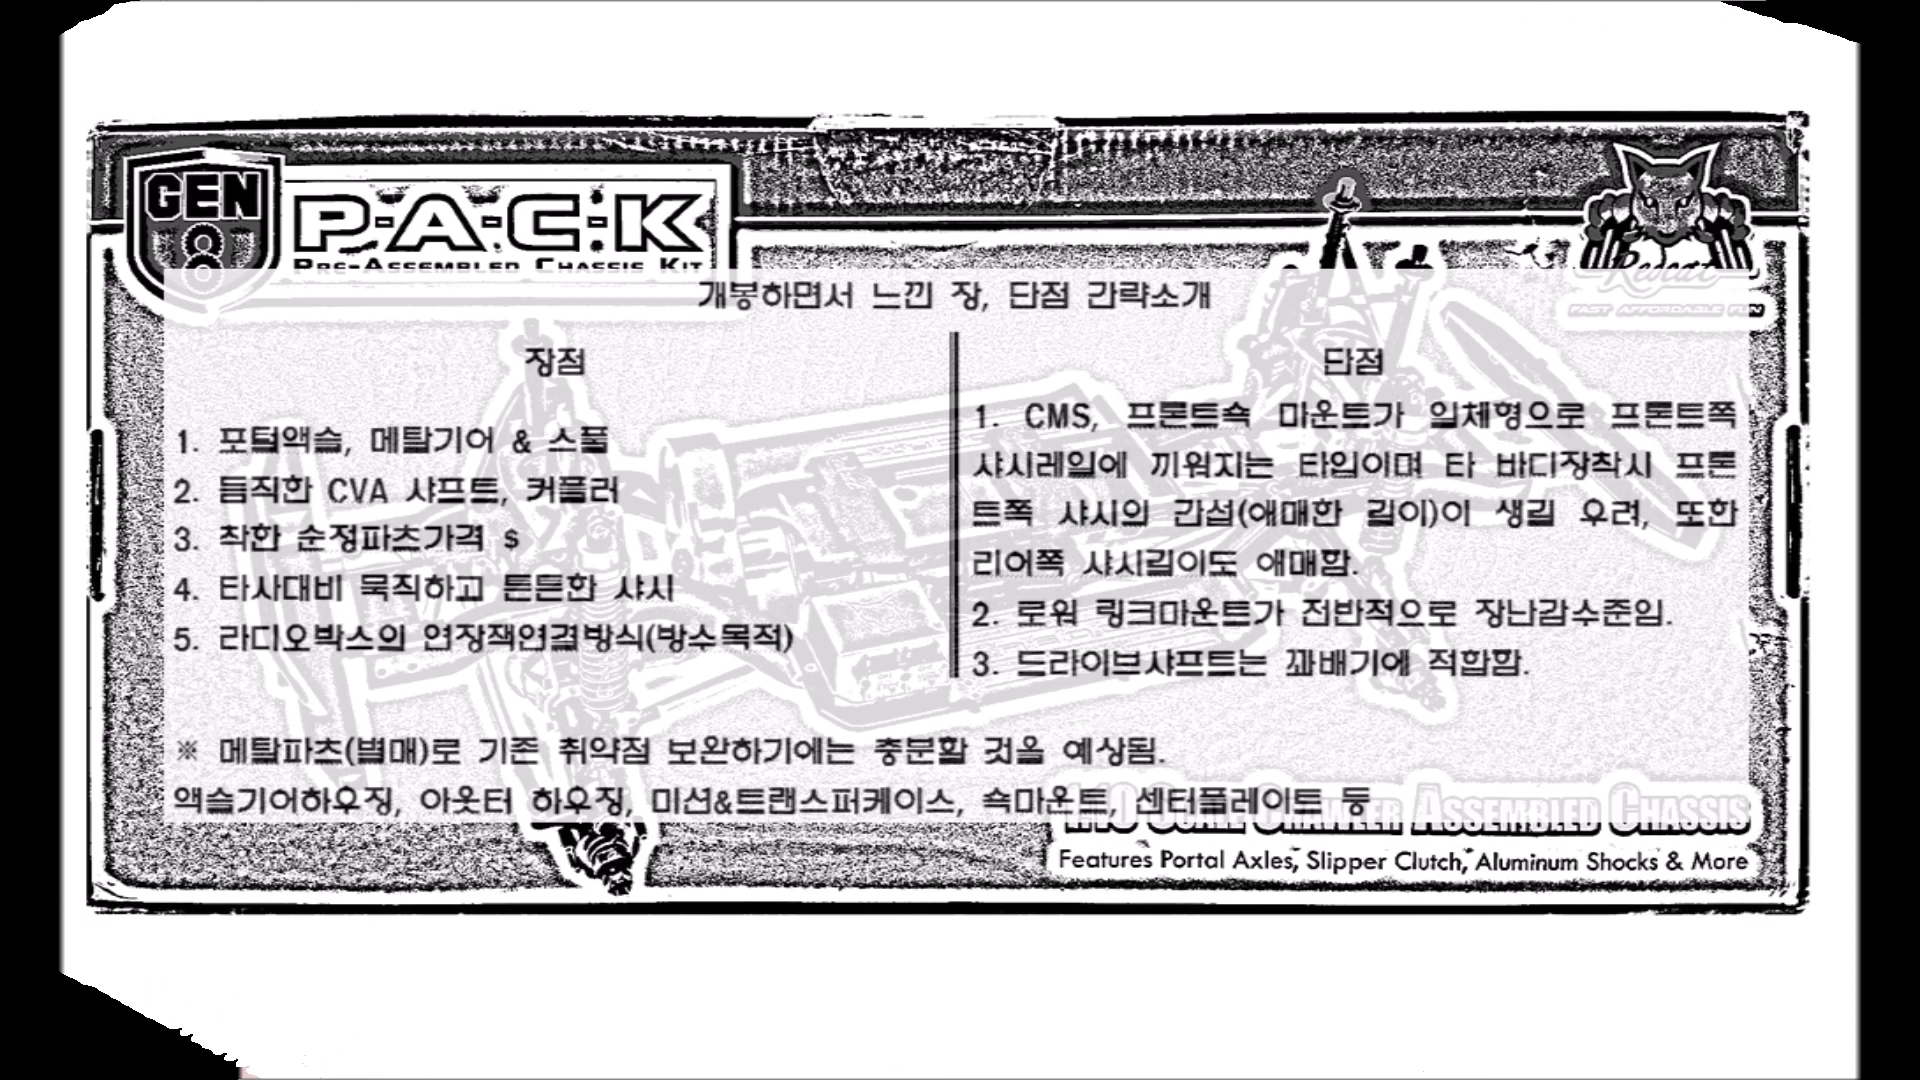 GEN
8
P·A·C·K
Pre-Assembled Chassis Kit
Redcat
FAST AFFORDABLE FUN
개봉하면서 느낀 장, 단점 간략소개
장점
1. 포털액슬, 메탈기어 & 스풀
2. 듬직한 CVA 샤프트, 커플러
3. 착한 순정파츠가격 $
4. 타사대비 묵직하고 튼튼한 샤시
5. 라디오박스의 연장잭연결방식(방수목적)
단점
1. CMS, 프론트쇽 마운트가 일체형으로 프론트쪽
샤시레일에 끼워지는 타입이며 타 바디장착시 프론
트쪽 샤시의 간섭(애매한 길이)이 생길 우려, 또한
리어쪽 샤시길이도 애매함.
2. 로워 링크마운트가 전반적으로 장난감수준임.
3. 드라이브샤프트는 꽈배기에 적합함.
※ 메탈파츠(별매)로 기존 취약점 보완하기에는 충분할 것을 예상됨.
액슬기어하우징, 아웃터 하우징, 미션&트랜스퍼케이스, 쇽마운트, 센터플레이트 등
1:10 Scale Crawler Assembled Chassis
Features Portal Axles, Slipper Clutch, Aluminum Shocks & More